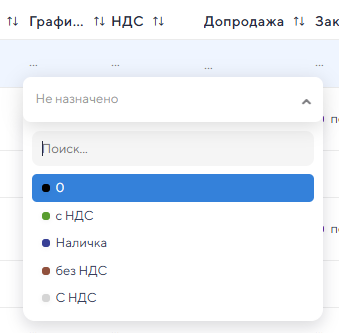 Графи... НДС Допродажа Зак
... ... ... ...
Не назначено
Поиск...
0
с НДС
Наличка
без НДС
С НДС